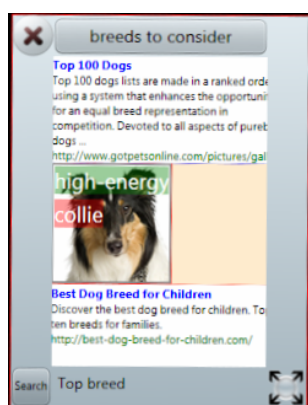 breeds to consider
Top 100 Dogs
Top 100 dogs lists are made in a ranked orde
using a system that enhances the opportunit
for an equal breed representation in
competition. Devoted to all aspects of pureb
dogs ...
http://www.gotpetsonline.com/pictures/gal
high-energy
collie
Best Dog Breed for Children
Discover the best dog breed for children. To
ten breeds for families.
http://best-dog-breed-for-children.com/
Search
Top breed